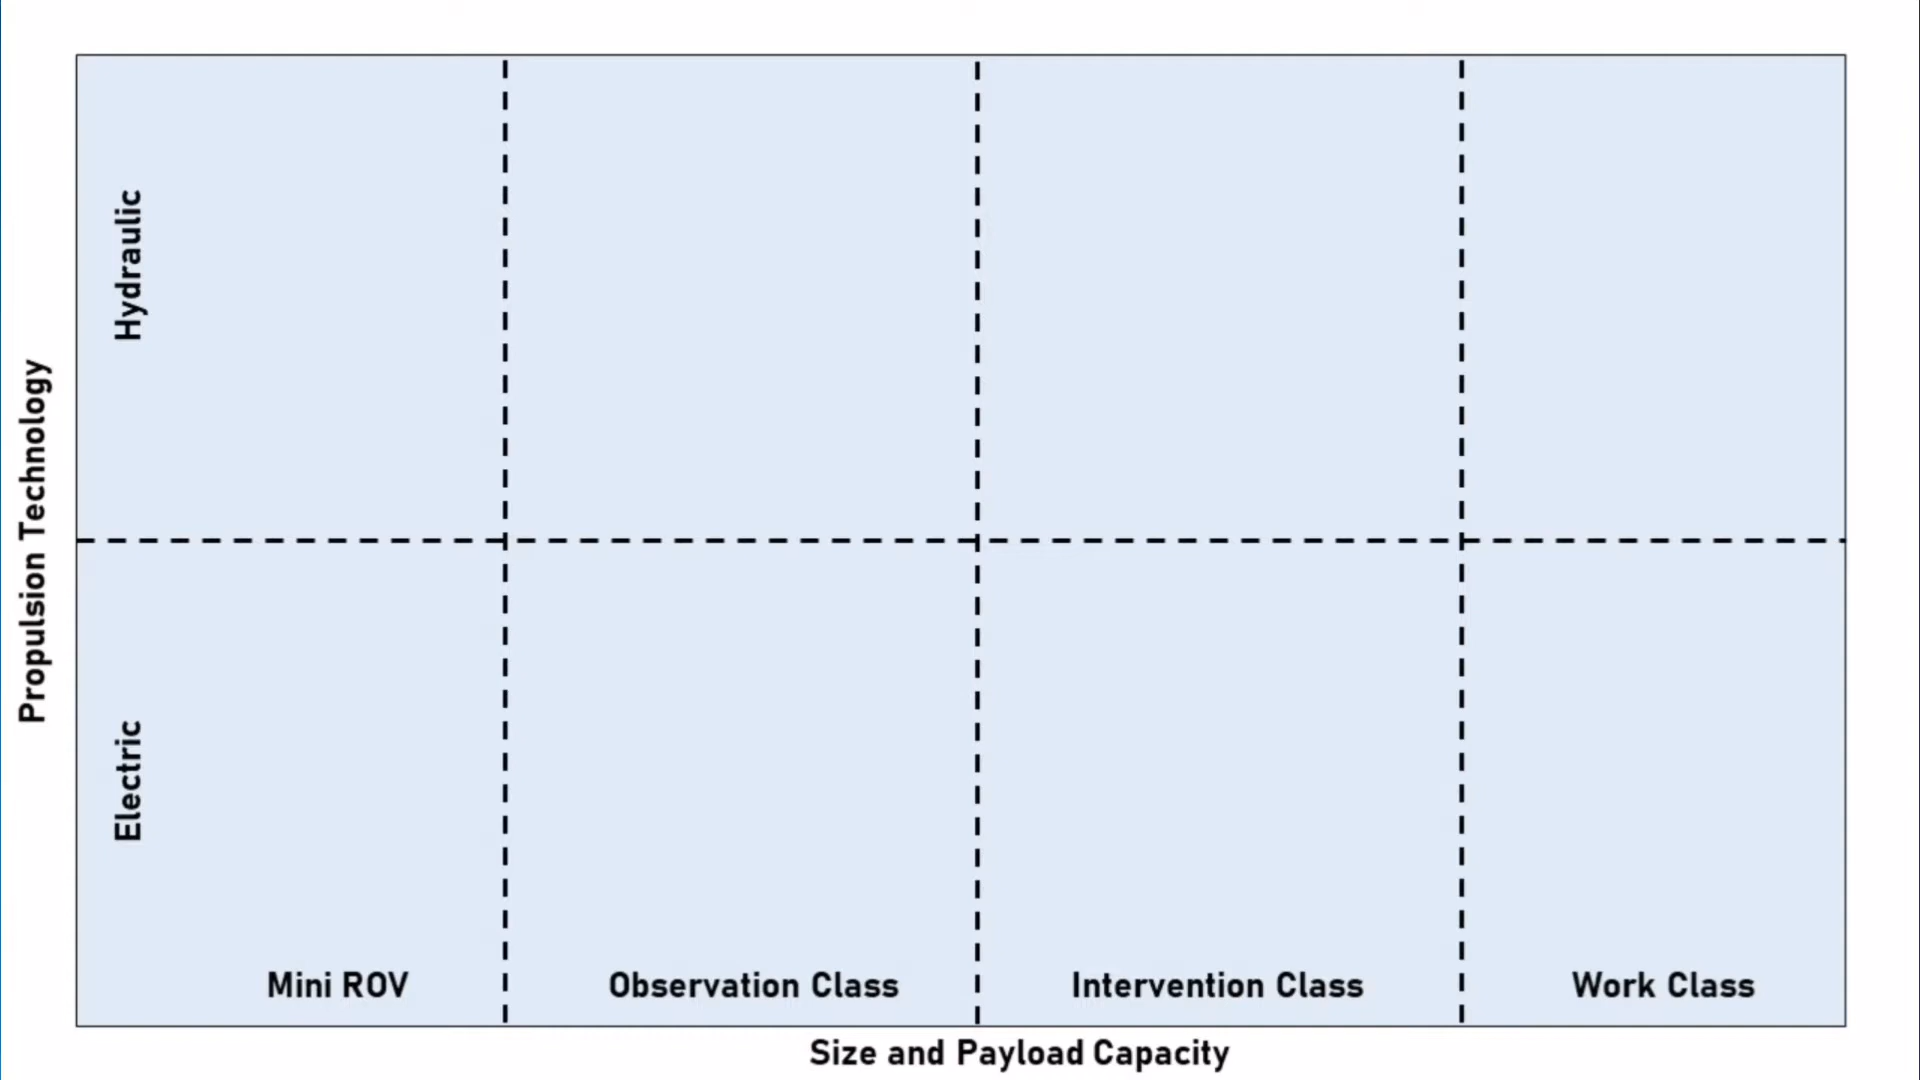 Propulsion Technology
Hydraulic
Electric
Mini ROV
Observation Class
Intervention Class
Work Class
Size and Payload Capacity